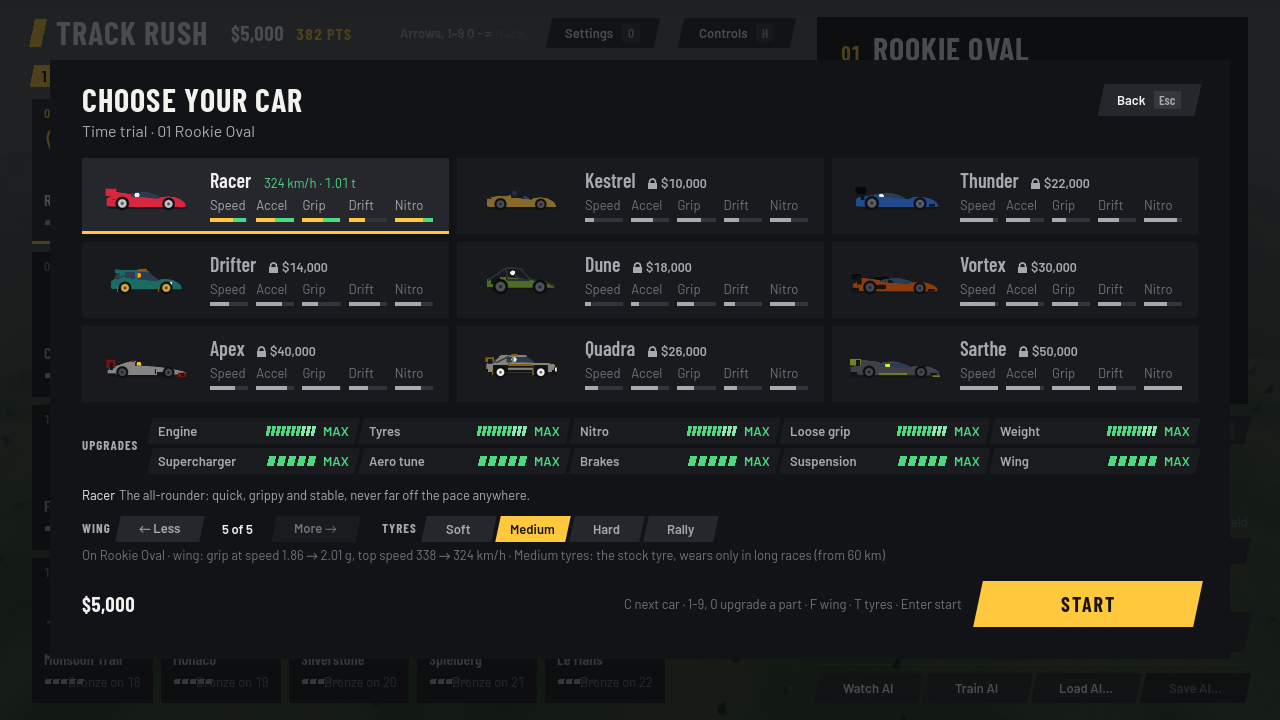 TRACK RUSH $5,000 382 PTS Arrows, 1–9 0 - = track Settings O Controls H
01 ROOKIE OVAL
CHOOSE YOUR CAR
Back Esc
Time trial · 01 Rookie Oval
Racer 324 km/h · 1.01 t
Speed Accel Grip Drift Nitro
Kestrel $10,000
Speed Accel Grip Drift Nitro
Thunder $22,000
Speed Accel Grip Drift Nitro
Drifter $14,000
Speed Accel Grip Drift Nitro
Dune $18,000
Speed Accel Grip Drift Nitro
Vortex $30,000
Speed Accel Grip Drift Nitro
Apex $40,000
Speed Accel Grip Drift Nitro
Quadra $26,000
Speed Accel Grip Drift Nitro
Sarthe $50,000
Speed Accel Grip Drift Nitro
UPGRADES
Engine MAX Tyres MAX Nitro MAX Loose grip MAX Weight MAX
Supercharger MAX Aero tune MAX Brakes MAX Suspension MAX Wing MAX
Racer The all-rounder: quick, grippy and stable, never far off the pace anywhere.
WING ← Less 5 of 5 More → TYRES Soft Medium Hard Rally
On Rookie Oval · wing: grip at speed 1.86 → 2.01 g, top speed 338 → 324 km/h · Medium tyres: the stock tyre, wears only in long races (from 60 km)
$5,000 C next car · 1-9, 0 upgrade a part · F wing · T tyres · Enter start START
Monsoon Trail Monaco Silverstone Spielberg Le Mans
Bronze on 18 Bronze on 19 Bronze on 20 Bronze on 21 Bronze on 22
Watch AI Train AI Load AI... Save AI...